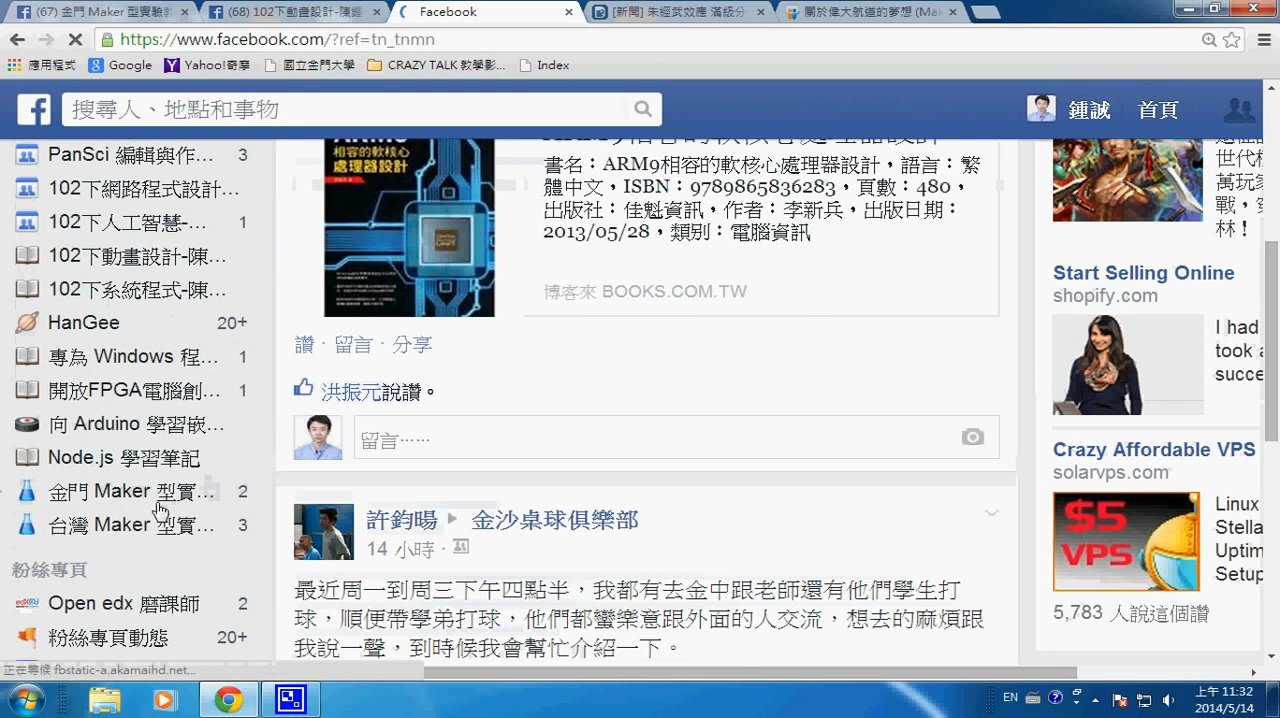 (67) 金門 Maker 型實驗教
(68) 102下動畫設計-陳鍾
Facebook
[新聞] 朱經武效應 滿級分
關於偉大航道的夢想 (Mak
https://www.facebook.com/?ref=tn_tnmn
應用程式
Google
Yahoo!奇摩
國立金門大學
CRAZY TALK 教學影...
Index
搜尋人、地點和事物
鍾誠
首頁
PanSci 編輯與作... 3
102下網路程式設計...
102下人工智慧-... 1
102下動畫設計-陳...
102下系統程式-陳...
HanGee 20+
專為 Windows 程... 1
開放FPGA電腦創... 1
向 Arduino 學習嵌...
Node.js 學習筆記
金門 Maker 型實... 2
台灣 Maker 型實... 3
粉絲專頁
Open edx 磨課師 2
粉絲專頁動態 20+
正在等候 fbstatic-a.akamaihd.net...
相容的軟核心
處理器設計
書名：ARM9相容的軟核心處理器設計，語言：繁
體中文，ISBN：9789865836283，頁數：480，
出版社：佳魁資訊，作者：李新兵，出版日期：
2013/05/28，類別：電腦資訊
博客來 BOOKS.COM.TW
讚 · 留言 · 分享
洪振元說讚。
留言⋯⋯
許鈞暘 ▸ 金沙桌球俱樂部
14 小時 ·
最近周一到周三下午四點半，我都有去金中跟老師還有他們學生打
球，順便帶學弟打球，他們都蠻樂意跟外面的人交流，想去的麻煩跟
我說一聲，到時候我會幫忙介紹一下。
世代桓
萬玩家
戰，
林！
Start Selling Online
shopify.com
I had
took a
succe
Crazy Affordable VPS
solarvps.com
$5
VPS
Linux
Stella
Uptim
Setup
5,783 人說這個讚
EN
上午 11:32
2014/5/14